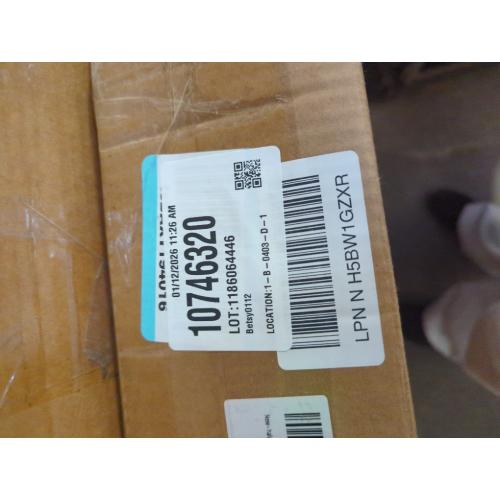 01/12/2026 11:26 AM
10746320
LOT:1186064446
Betsy0112
LOCATION:1-B-0403-D-1
LPN N H5BW1GZXR